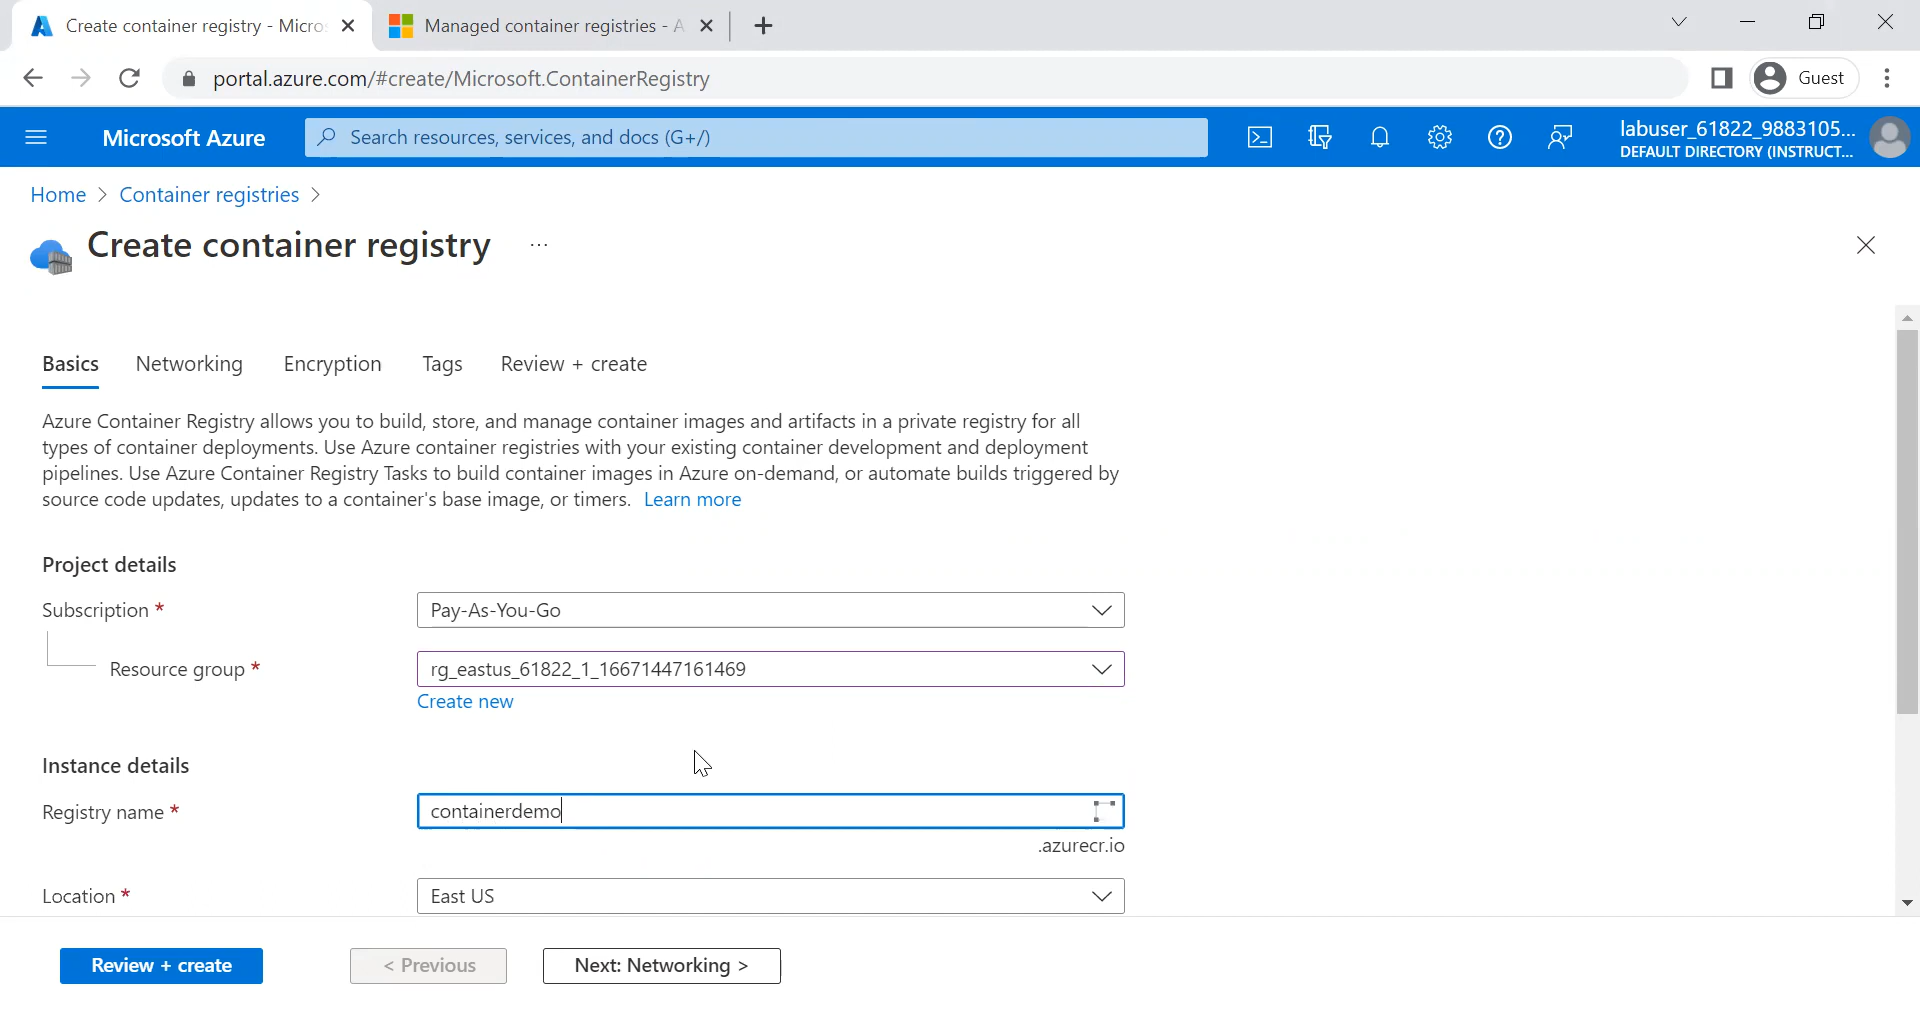 Create container registry - Micro
Managed container registries - A
portal.azure.com/#create/Microsoft.ContainerRegistry
Guest
Microsoft Azure
Search resources, services, and docs (G+/)
labuser_61822_9883105...
DEFAULT DIRECTORY (INSTRUCT...
Home > Container registries >
Create container registry ...
Basics Networking Encryption Tags Review + create
Azure Container Registry allows you to build, store, and manage container images and artifacts in a private registry for all
types of container deployments. Use Azure container registries with your existing container development and deployment
pipelines. Use Azure Container Registry Tasks to build container images in Azure on-demand, or automate builds triggered by
source code updates, updates to a container's base image, or timers. Learn more
Project details
Subscription * Pay-As-You-Go
Resource group * rg_eastus_61822_1_16671447161469
Create new
Instance details
Registry name * containerdemo
.azurecr.io
Location * East US
Review + create < Previous Next: Networking >